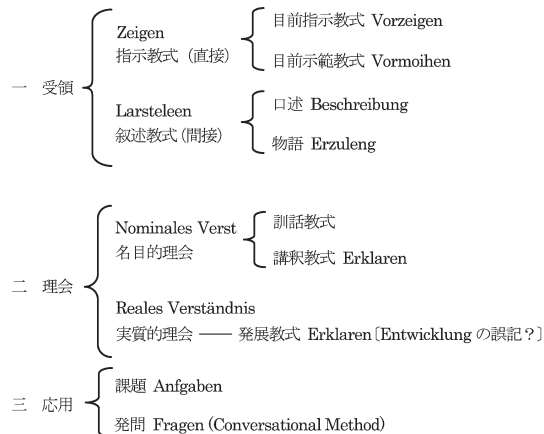 Zeigen
指示教式（直接）
目前指示教式 Vorzeigen
目前示範教式 Vormoihen
一　受領
Larsteleen
叙述教式（間接）
口述 Beschreibung
物語 Erzuleng
Nominales Verst
名目的理会
訓話教式
講釈教式 Erklaren
二　理会
Reales Verständnis
実質的理会 —— 発展教式 Erklaren〔Entwicklung の誤記？〕
課題 Anfgaben
三　応用
発問 Fragen (Conversational Method)